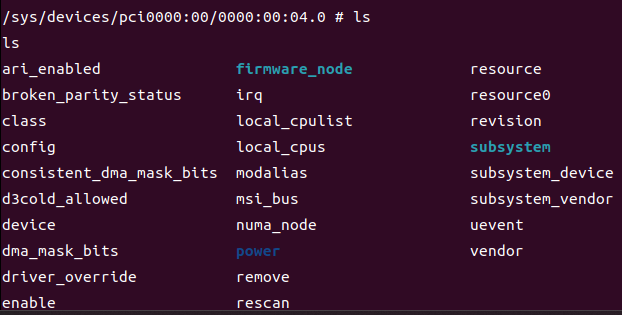 /sys/devices/pci0000:00/0000:00:04.0 # ls
ls
ari_enabled firmware_node resource
broken_parity_status irq resource0
class local_cpulist revision
config local_cpus subsystem
consistent_dma_mask_bits modalias subsystem_device
d3cold_allowed msi_bus subsystem_vendor
device numa_node uevent
dma_mask_bits power vendor
driver_override remove
enable rescan